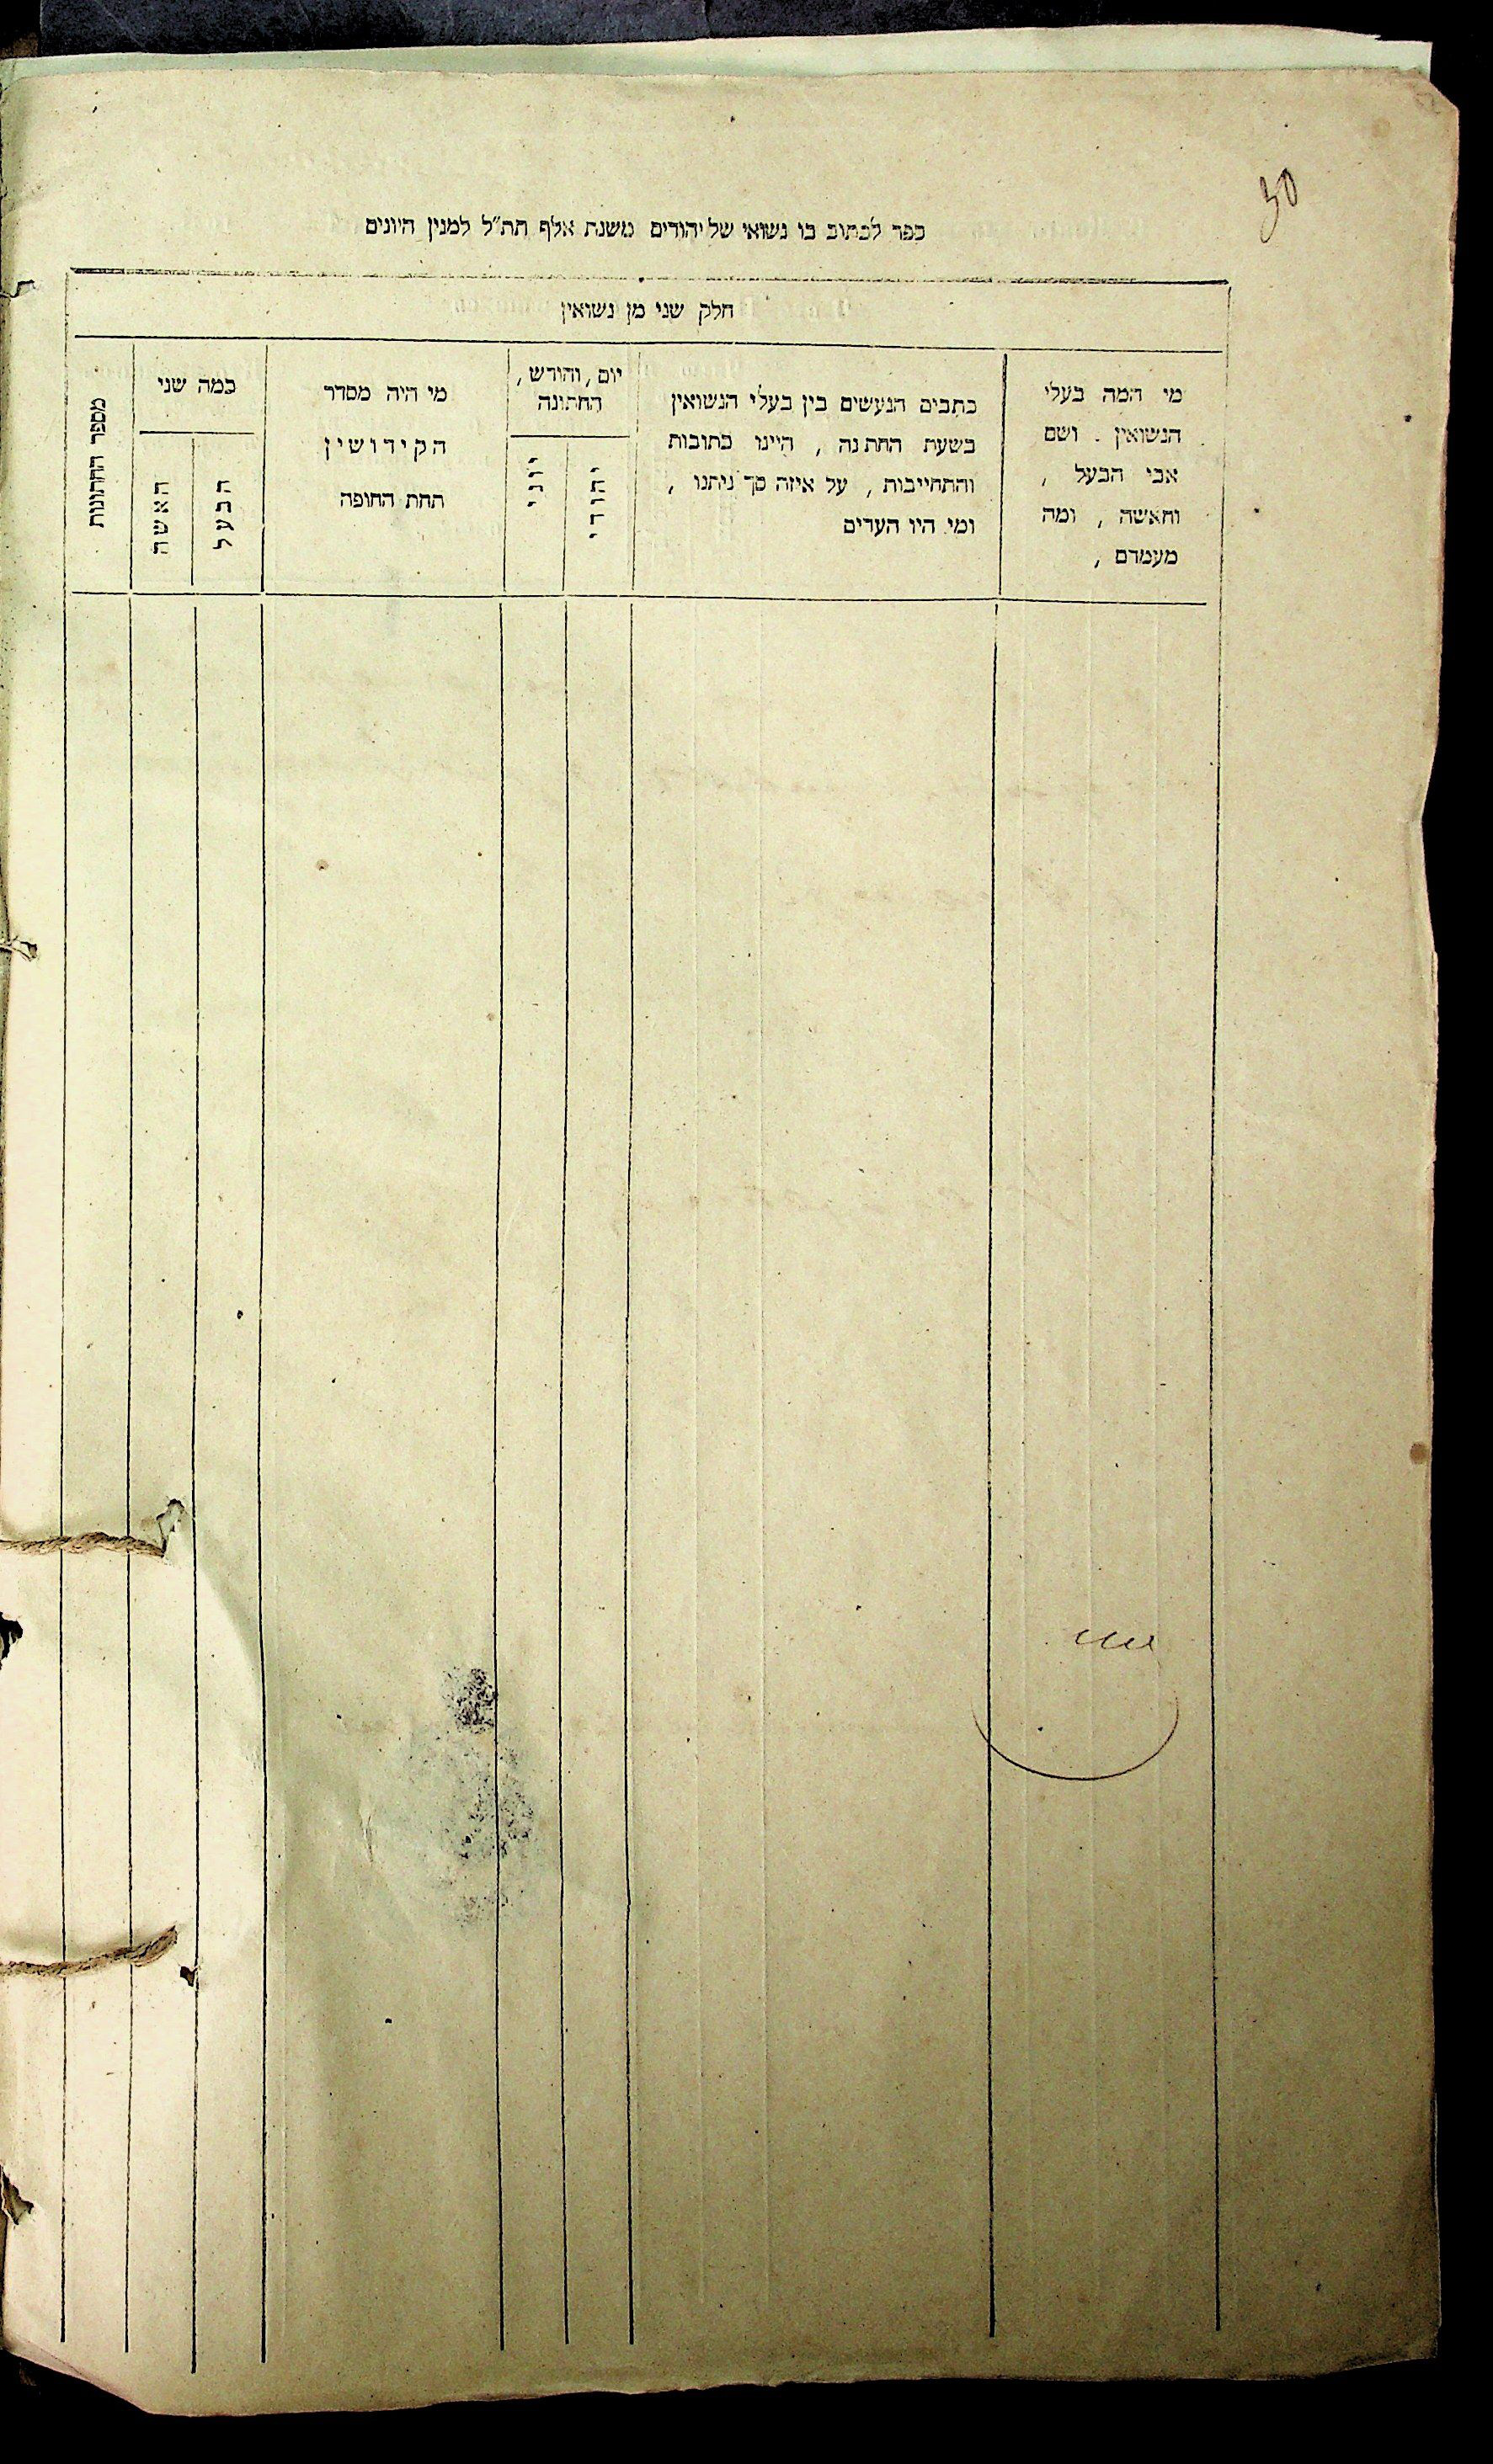 30
ספר לכתוב בו נשואי של יהודים משנת אלף תת״ל למנין היונים
חלק שני מן נשואין
מי המה בעלי
הנשואין . ושם
אבי הבעל ,
והאשה , ומה
מעמדם ,
כתבים הנעשים בין בעלי הנשואין
בשעת החתנה , היינו כתובות
והתחייבות , על איזה סך ניתנו ,
ומי היו העדים
יום , וחודש ,
החתונה
יהודי
יוני
מי היה מסדר
הקידושין
תחת החופה
כמה שני
הבעל
האשה
מספר החתונות